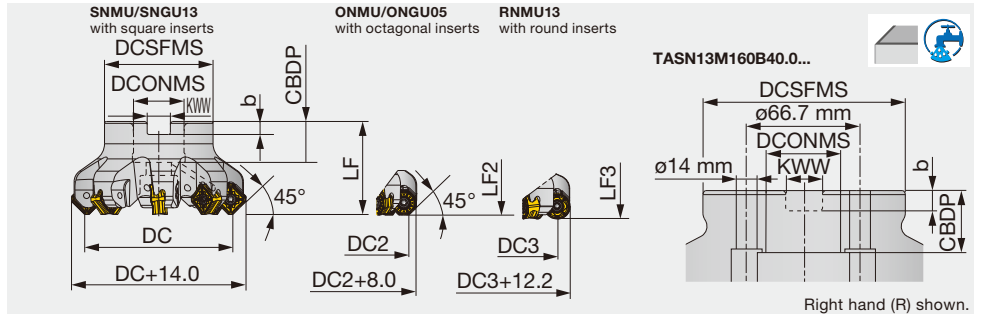 SNMU/SNGU13
with square inserts
DCSFMS
DCONMS
KWW
b
CBDP
LF
45°
DC
DC+14.0
ONMU/ONGU05
with octagonal inserts
45°
LF2
DC2
DC2+8.0
RNMU13
with round inserts
LF3
DC3
DC3+12.2
TASN13M160B40.0...
DCSFMS
ø66.7 mm
DCONMS
ø14 mm
KWW
b
CBDP
Right hand (R) shown.